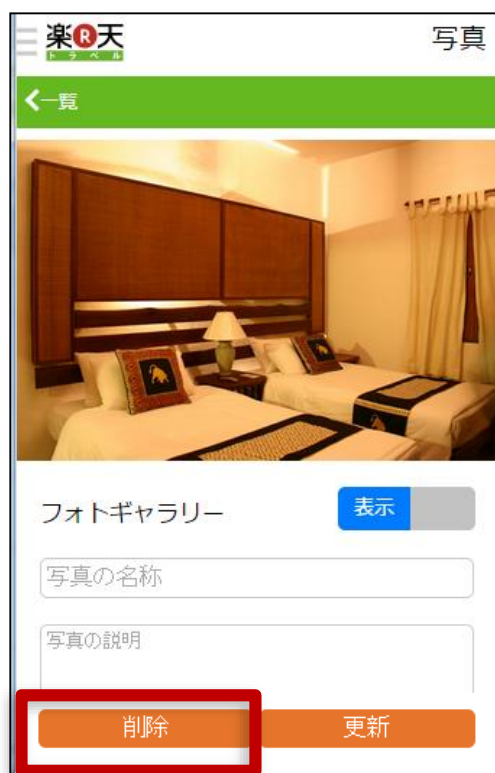 楽R天
トラベル
写真
一覧
フォトギャラリー
表示
写真の名称
写真の説明
削除
更新